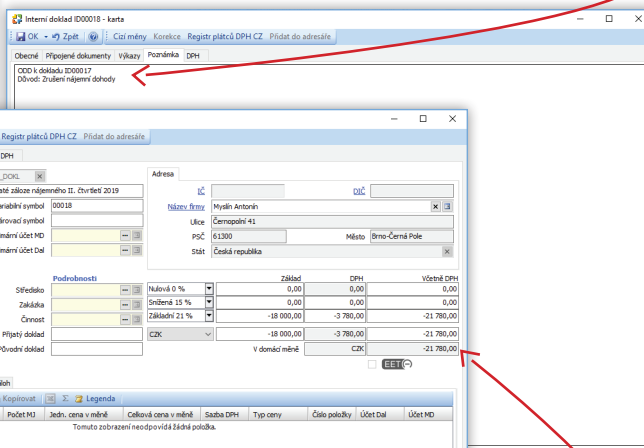 Interní doklad ID00018 - karta
OK Zpět Cizí měny Korekce Registr plátců DPH CZ Přidat do adresáře
Obecné Připojené dokumenty Výkazy Poznámka DPH
ODD k dokladu ID00017
Důvod: Zrušení nájemní dohody
Registr plátců DPH CZ Přidat do adresáře
DPH
_DOKL
até záloze nájemného II. čtvrtletí 2019
ariabilní symbol 00018
árovací symbol
imární účet MD
imární účet Dal
Adresa
IČ DIČ
Název firmy Myslín Antonín
Ulice Černopolní 41
PSČ 61300 Město Brno-Černá Pole
Stát Česká republika
Podrobnosti
Středisko
Zakázka
Činnost
Přijatý doklad
Původní doklad
Základ DPH Včetně DPH
Nulová 0 % 0,00 0,00 0,00
Snížená 15 % 0,00 0,00 0,00
Základní 21 % -18 000,00 -3 780,00 -21 780,00
CZK -18 000,00 -3 780,00 -21 780,00
V domácí měně CZK -21 780,00
EET
áloh
Kopírovat Σ Legenda
Počet MJ Jedn. cena v měně Celková cena v měně Sazba DPH Typ ceny Číslo položky Účet Dal Účet MD
Tomuto zobrazení neodpovídá žádná položka.